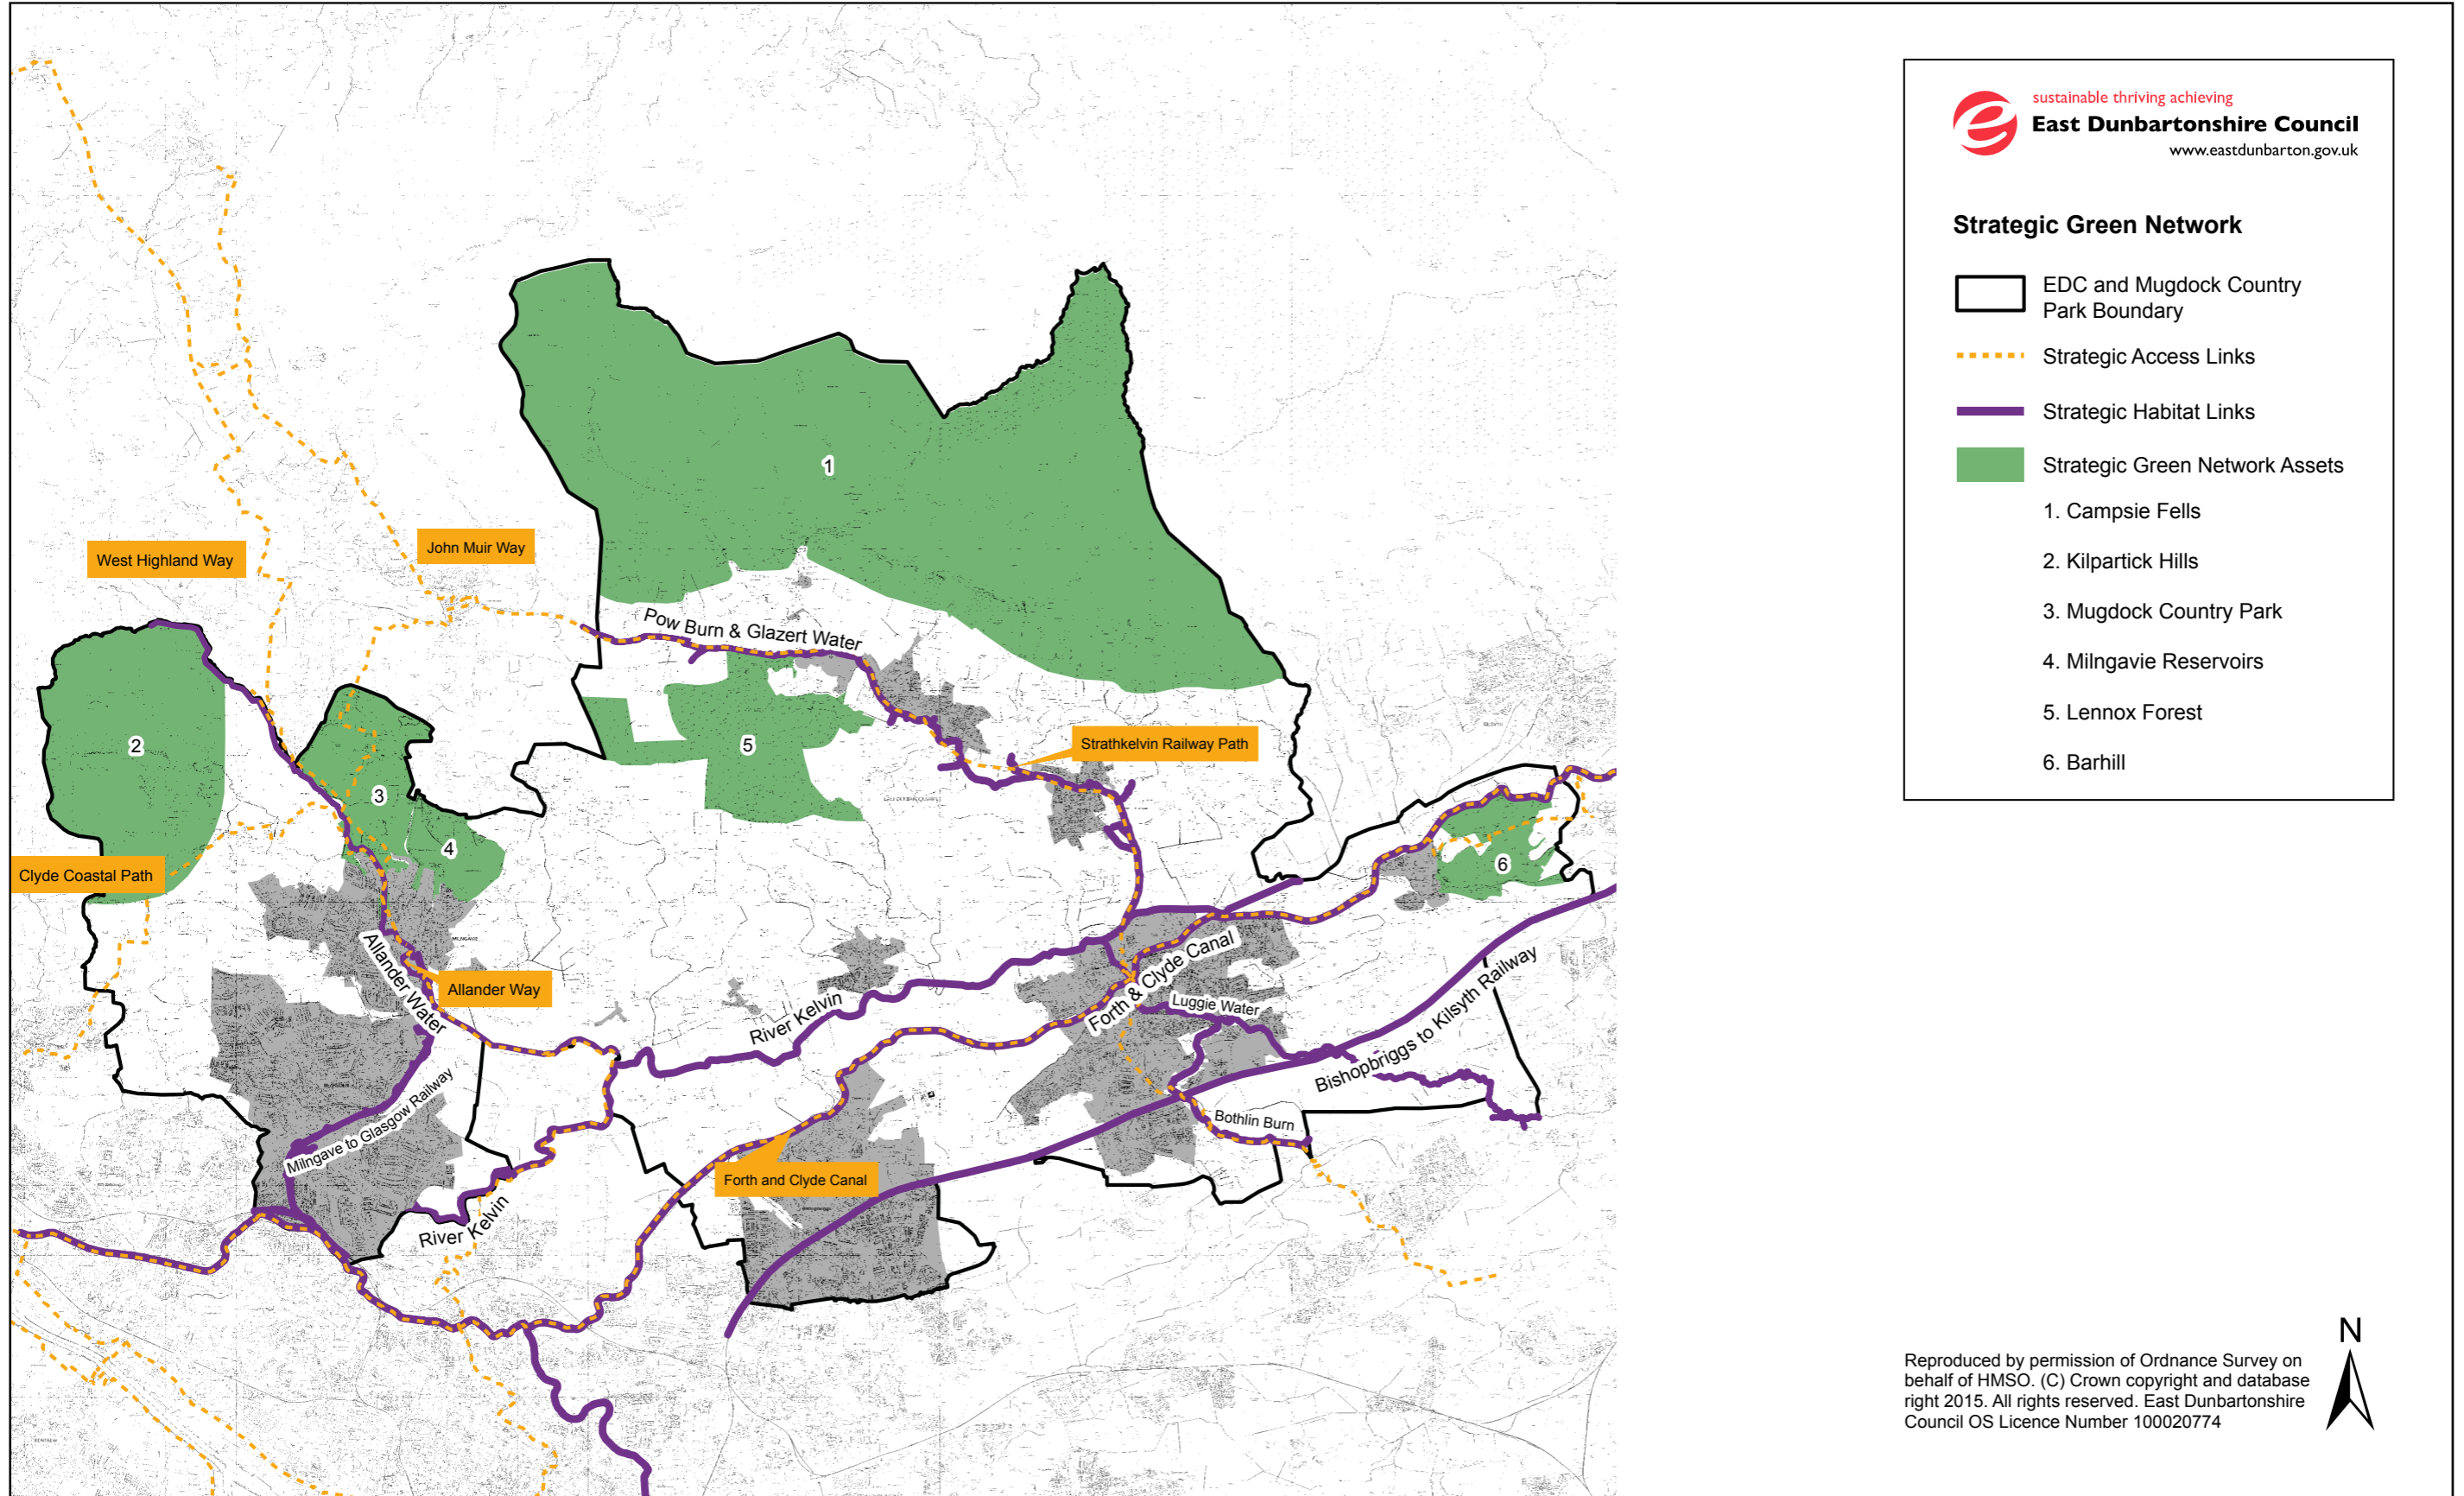 sustainable thriving achieving
East Dunbartonshire Council
www.eastdunbarton.gov.uk
Strategic Green Network
EDC and Mugdock Country
Park Boundary
Strategic Access Links
Strategic Habitat Links
Strategic Green Network Assets
1. Campsie Fells
2. Kilpartick Hills
3. Mugdock Country Park
4. Milngavie Reservoirs
5. Lennox Forest
6. Barhill
1
West Highland Way
John Muir Way
Pow Burn & Glazert Water
2
5
Strathkelvin Railway Path
3
4
6
Clyde Coastal Path
Allander Water
Allander Way
River Kelvin
Forth & Clyde Canal
Luggie Water
Bishopbriggs to Kilsyth Railway
Milngave to Glasgow Railway
Bothlin Burn
Forth and Clyde Canal
River Kelvin
N
Reproduced by permission of Ordnance Survey on
behalf of HMSO. (C) Crown copyright and database
right 2015. All rights reserved. East Dunbartonshire
Council OS Licence Number 100020774